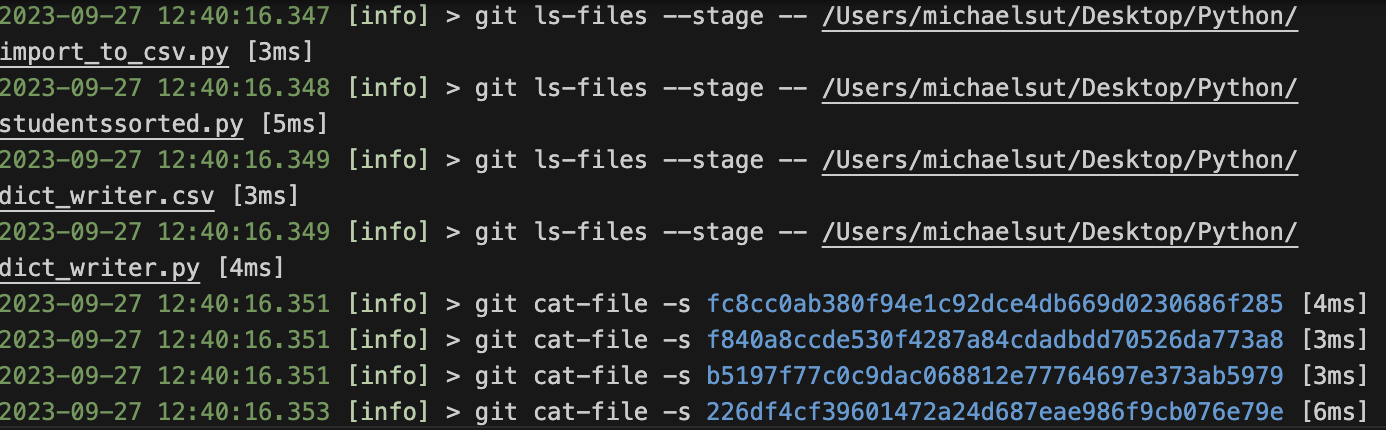 2023-09-27 12:40:16.347 [info] > git ls-files --stage -- /Users/michaelsut/Desktop/Python/
import_to_csv.py [3ms]
2023-09-27 12:40:16.348 [info] > git ls-files --stage -- /Users/michaelsut/Desktop/Python/
studentssorted.py [5ms]
2023-09-27 12:40:16.349 [info] > git ls-files --stage -- /Users/michaelsut/Desktop/Python/
dict_writer.csv [3ms]
2023-09-27 12:40:16.349 [info] > git ls-files --stage -- /Users/michaelsut/Desktop/Python/
dict_writer.py [4ms]
2023-09-27 12:40:16.351 [info] > git cat-file -s fc8cc0ab380f94e1c92dce4db669d0230686f285 [4ms]
2023-09-27 12:40:16.351 [info] > git cat-file -s f840a8ccde530f4287a84cdadbdd70526da773a8 [3ms]
2023-09-27 12:40:16.351 [info] > git cat-file -s b5197f77c0c9dac068812e77764697e373ab5979 [3ms]
2023-09-27 12:40:16.353 [info] > git cat-file -s 226df4cf39601472a24d687eae986f9cb076e79e [6ms]